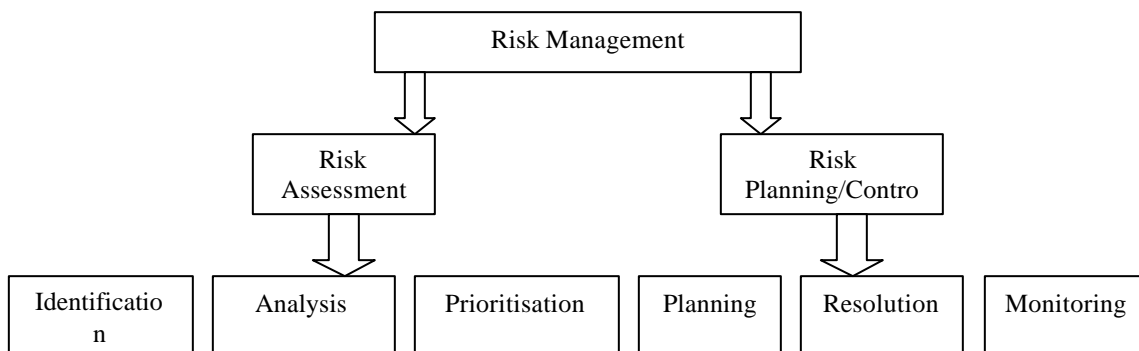 Risk Management
Risk
Assessment
Risk
Planning/Contro
Identificatio
n
Analysis
Prioritisation
Planning
Resolution
Monitoring